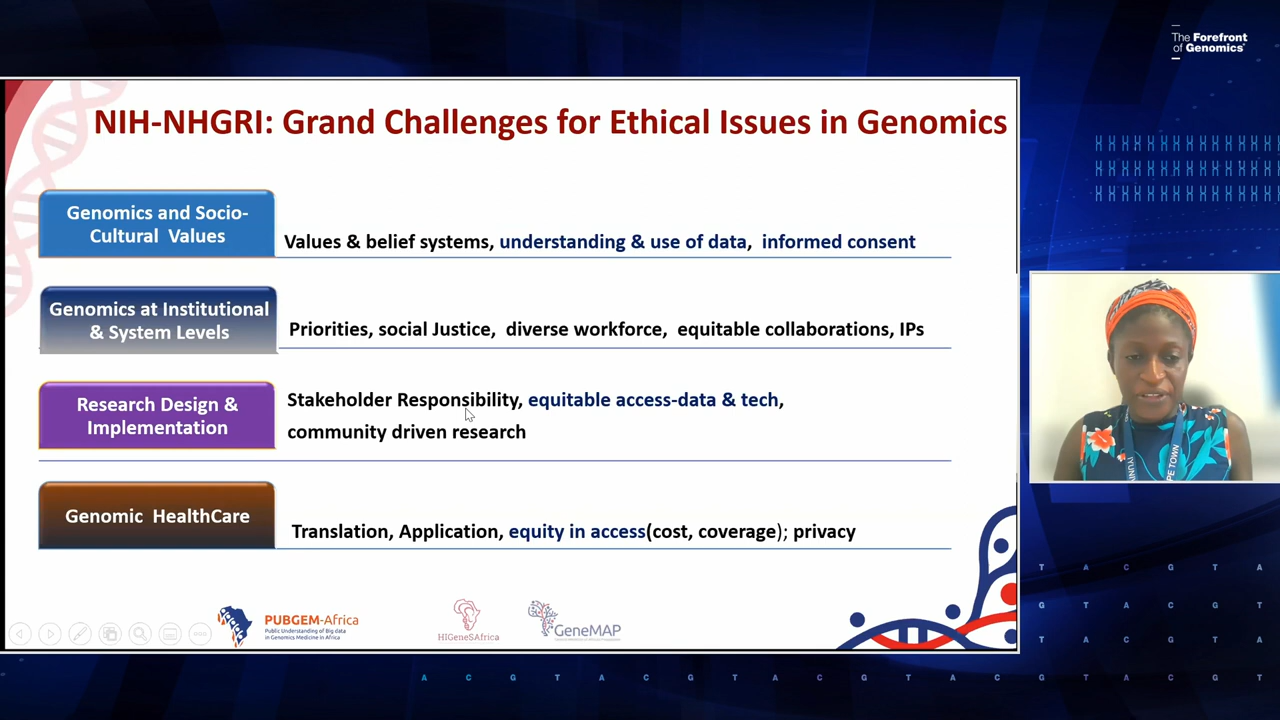 The Forefront
of Genomics®
NIH-NHGRI: Grand Challenges for Ethical Issues in Genomics
Genomics and Socio-
Cultural Values
Values & belief systems, understanding & use of data, informed consent
Genomics at Institutional
& System Levels
Priorities, social Justice, diverse workforce, equitable collaborations, IPs
Research Design &
Implementation
Stakeholder Responsibility, equitable access-data & tech,
community driven research
Genomic HealthCare
Translation, Application, equity in access(cost, coverage); privacy
PUBGEM-Africa
Public Understanding of Big data
in Genomics Medicine in Africa
HIGeneSAfrica
GeneMAP
PE TOWN
T A C G T A
G T A C G T
A C G T A C
A C G T A C G T A C G T A C G T A C G T